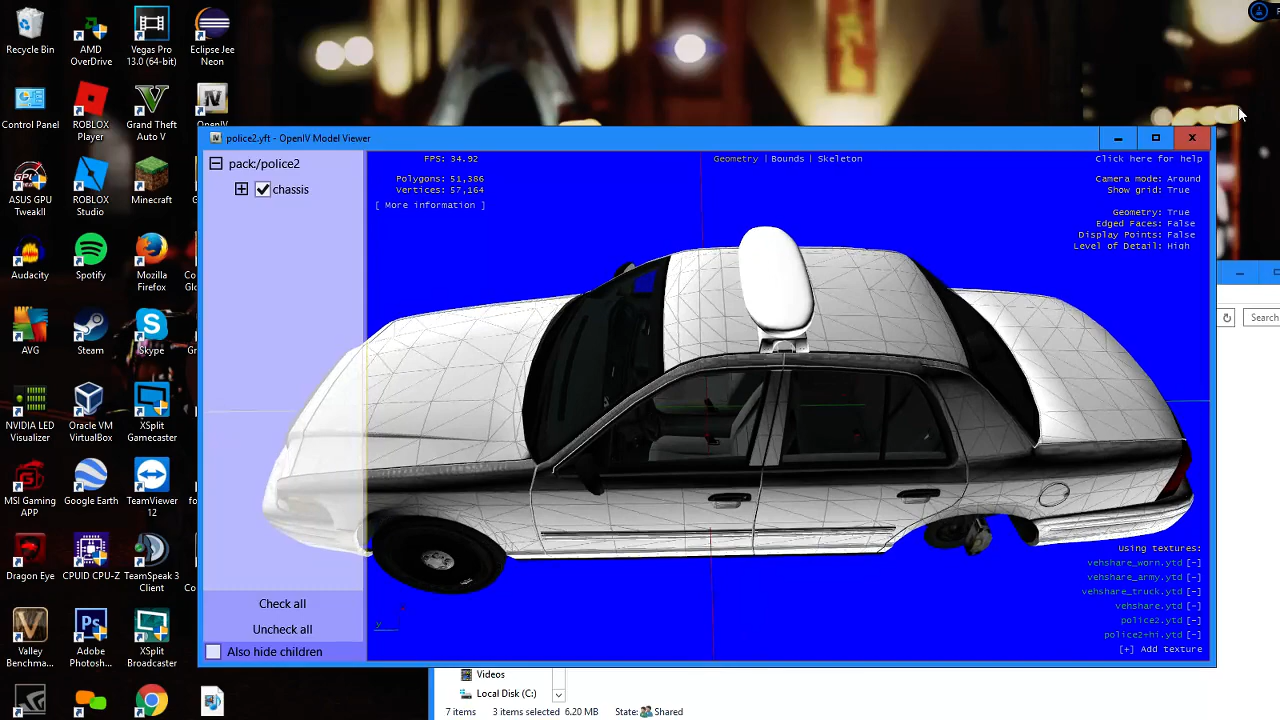 Recycle Bin
AMD OverDrive
Vegas Pro 13.0 (64-bit)
Eclipse Jee Neon
Control Panel
ROBLOX Player
Grand Theft Auto V
OpenIV
ASUS GPU TweakII
ROBLOX Studio
Minecraft
Audacity
Spotify
Mozilla Firefox
AVG
Steam
Skype
NVIDIA LED Visualizer
Oracle VM VirtualBox
XSplit Gamecaster
MSI Gaming APP
Google Earth
TeamViewer 12
Dragon Eye
CPUID CPU-Z
TeamSpeak 3 Client
Valley Benchma...
Adobe Photosh...
XSplit Broadcaster
police2.yft - OpenIV Model Viewer
pack:/police2
chassis
Check all
Uncheck all
Also hide children
FPS: 34.92
Polygons: 51,386
Vertices: 57,164
[ More information ]
Geometry | Bounds | Skeleton
Click here for help
Camera mode: Around
Show grid: True
Geometry: True
Edged Faces: False
Display Points: False
Level of Detail: High
y
Using textures:
vehshare_worn.ytd [-]
vehshare_army.ytd [-]
vehshare_truck.ytd [-]
vehshare.ytd [-]
police2.ytd [-]
police2+hi.ytd [-]
[+] Add texture
Search
Videos
Local Disk (C:)
7 items 3 items selected 6.20 MB State: Shared